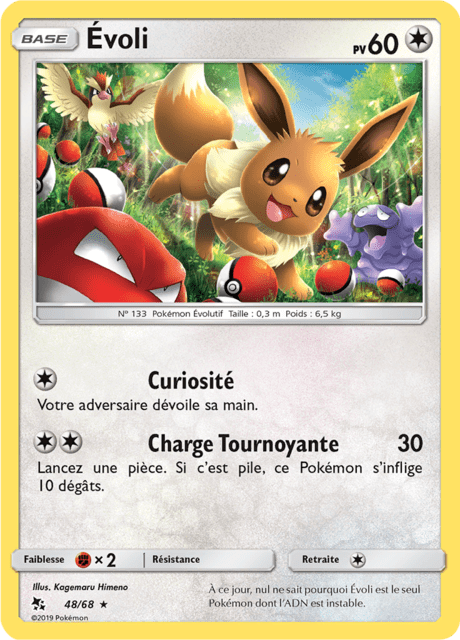 BASE Évoli PV60
N° 133 Pokémon Évolutif Taille : 0,3 m Poids : 6,5 kg
Curiosité
Votre adversaire dévoile sa main.
Charge Tournoyante 30
Lancez une pièce. Si c’est pile, ce Pokémon s’inflige
10 dégâts.
Faiblesse ×2 Résistance Retraite
Illus. Kagemaru Himeno
48/68 ★
©2019 Pokémon
À ce jour, nul ne sait pourquoi Évoli est le seul
Pokémon dont l’ADN est instable.